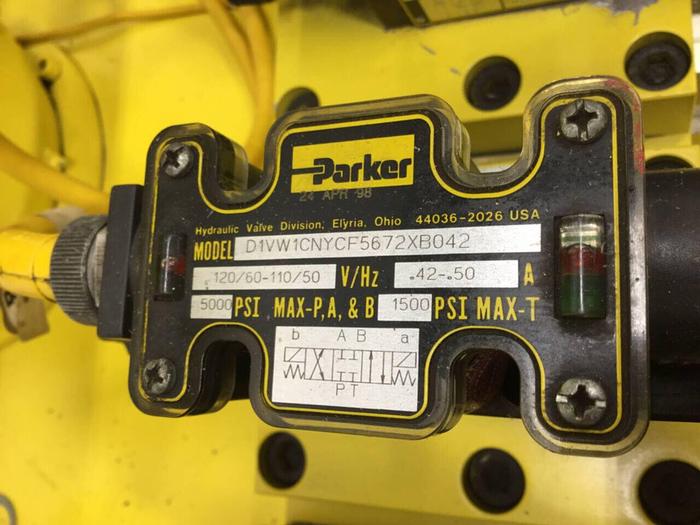 Parker
24 APR 98
Hydraulic Valve Division, Elyria, Ohio 44036-2026 USA
MODEL D1VW1CNYCF5672XB042
120/60-110/50 V/Hz .42-.50 A
5000 PSI MAX-P,A, & B 1500 PSI MAX-T
b A B a
P T